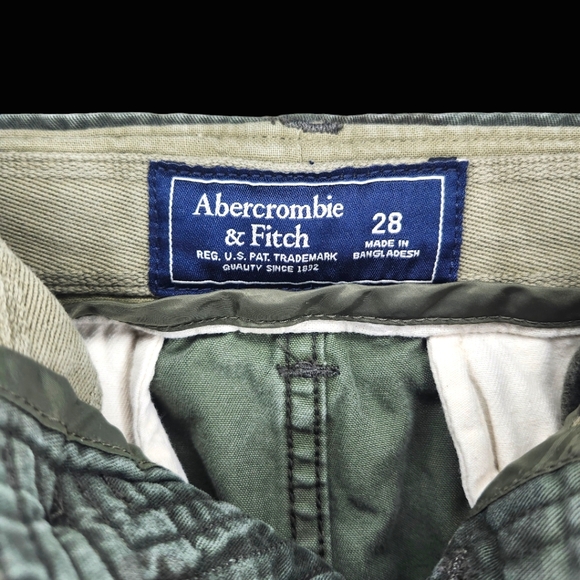 Abercrombie
& Fitch
REG. U.S. PAT. TRADEMARK
QUALITY SINCE 1892
28
MADE IN
BANGLADESH